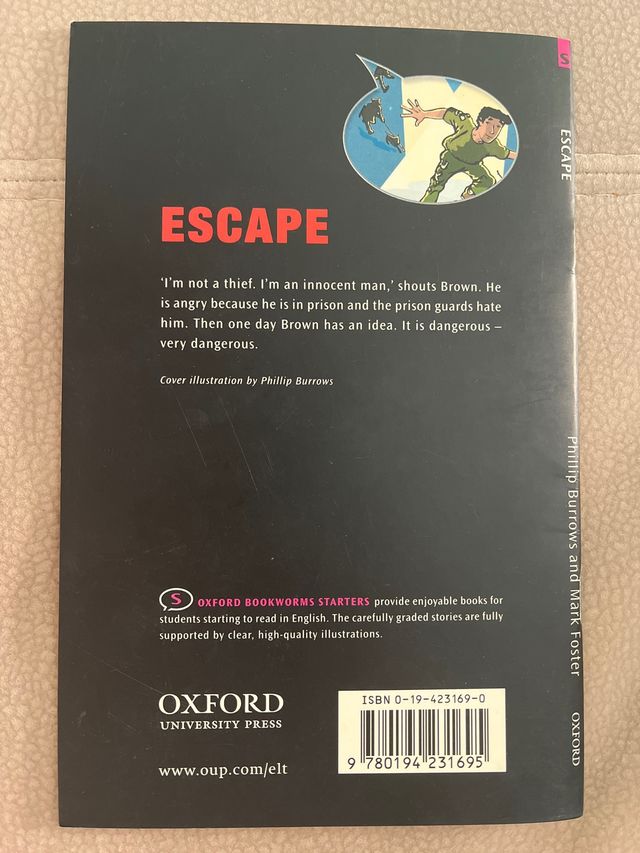 ESCAPE
‘I’m not a thief. I’m an innocent man,’ shouts Brown. He
is angry because he is in prison and the prison guards hate
him. Then one day Brown has an idea. It is dangerous –
very dangerous.
Cover illustration by Phillip Burrows
S OXFORD BOOKWORMS STARTERS provide enjoyable books for
students starting to read in English. The carefully graded stories are fully
supported by clear, high-quality illustrations.
OXFORD
UNIVERSITY PRESS
www.oup.com/elt
ISBN 0-19-423169-0
9 780194 231695
S
ESCAPE
Phillip Burrows and Mark Foster
OXFORD